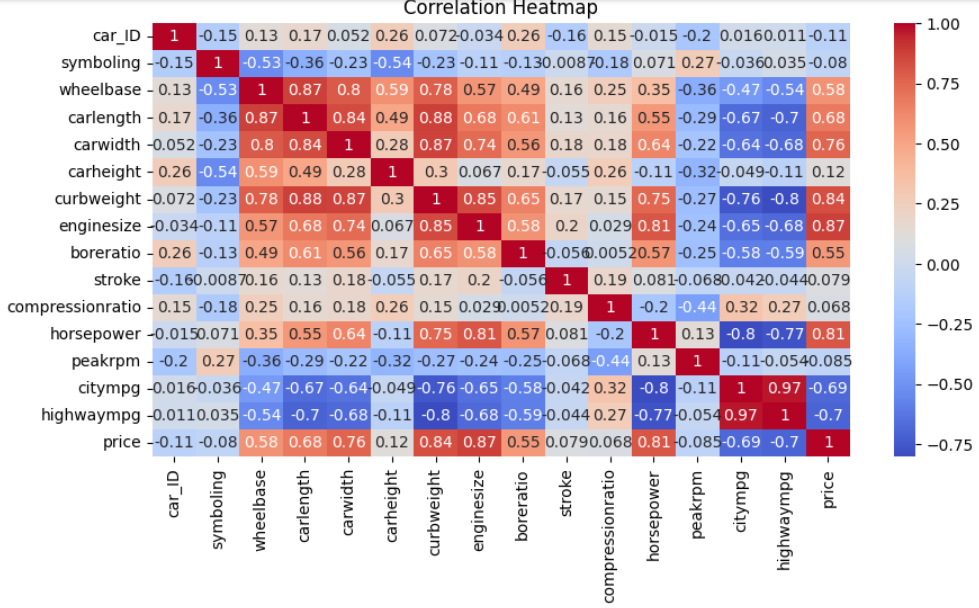 Correlation Heatmap
car_ID 1 -0.15 0.13 0.17 0.052 0.26 0.072 -0.034 0.26 -0.16 0.15 -0.015 -0.2 0.016 0.011 -0.11 1.00
symboling -0.15 1 -0.53 -0.36 -0.23 -0.54 -0.23 -0.11 -0.13 -0.0087 -0.18 0.071 0.27 -0.036 0.035 -0.08
wheelbase 0.13 -0.53 1 0.87 0.8 0.59 0.78 0.57 0.49 0.16 0.25 0.35 -0.36 -0.47 -0.54 0.58 0.75
carlength 0.17 -0.36 0.87 1 0.84 0.49 0.88 0.68 0.61 0.13 0.16 0.55 -0.29 -0.67 -0.7 0.68
carwidth 0.052 -0.23 0.8 0.84 1 0.28 0.87 0.74 0.56 0.18 0.18 0.64 -0.22 -0.64 -0.68 0.76 0.50
carheight 0.26 -0.54 0.59 0.49 0.28 1 0.3 0.067 0.17 -0.055 0.26 -0.11 -0.32 -0.049 -0.11 0.12
curbweight 0.072 -0.23 0.78 0.88 0.87 0.3 1 0.85 0.65 0.17 0.15 0.75 -0.27 -0.76 -0.8 0.84 0.25
enginesize -0.034 -0.11 0.57 0.68 0.74 0.067 0.85 1 0.58 0.2 0.029 0.81 -0.24 -0.65 -0.68 0.87
boreratio 0.26 -0.13 0.49 0.61 0.56 0.17 0.65 0.58 1 -0.056 0.0052 0.57 -0.25 -0.58 -0.59 0.55 0.00
stroke -0.16 -0.0087 0.16 0.13 0.18 -0.055 0.17 0.2 -0.056 1 0.19 0.081 -0.068 -0.042 -0.044 0.079
compressionratio 0.15 -0.18 0.25 0.16 0.18 0.26 0.15 0.029 0.0052 0.19 1 -0.2 -0.44 0.32 0.27 0.068
horsepower -0.015 0.071 0.35 0.55 0.64 -0.11 0.75 0.81 0.57 0.081 -0.2 1 0.13 -0.8 -0.77 0.81 −0.25
peakrpm -0.2 0.27 -0.36 -0.29 -0.22 -0.32 -0.27 -0.24 -0.25 -0.068 -0.44 0.13 1 -0.11 -0.054 -0.085
citympg 0.016 -0.036 -0.47 -0.67 -0.64 -0.049 -0.76 -0.65 -0.58 -0.042 0.32 -0.8 -0.11 1 0.97 -0.69 −0.50
highwaympg 0.011 0.035 -0.54 -0.7 -0.68 -0.11 -0.8 -0.68 -0.59 -0.044 0.27 -0.77 -0.054 0.97 1 -0.7
price -0.11 -0.08 0.58 0.68 0.76 0.12 0.84 0.87 0.55 0.079 0.068 0.81 -0.085 -0.69 -0.7 1 −0.75
car_ID symboling wheelbase carlength carwidth carheight curbweight enginesize boreratio stroke compressionratio horsepower peakrpm citympg highwaympg price